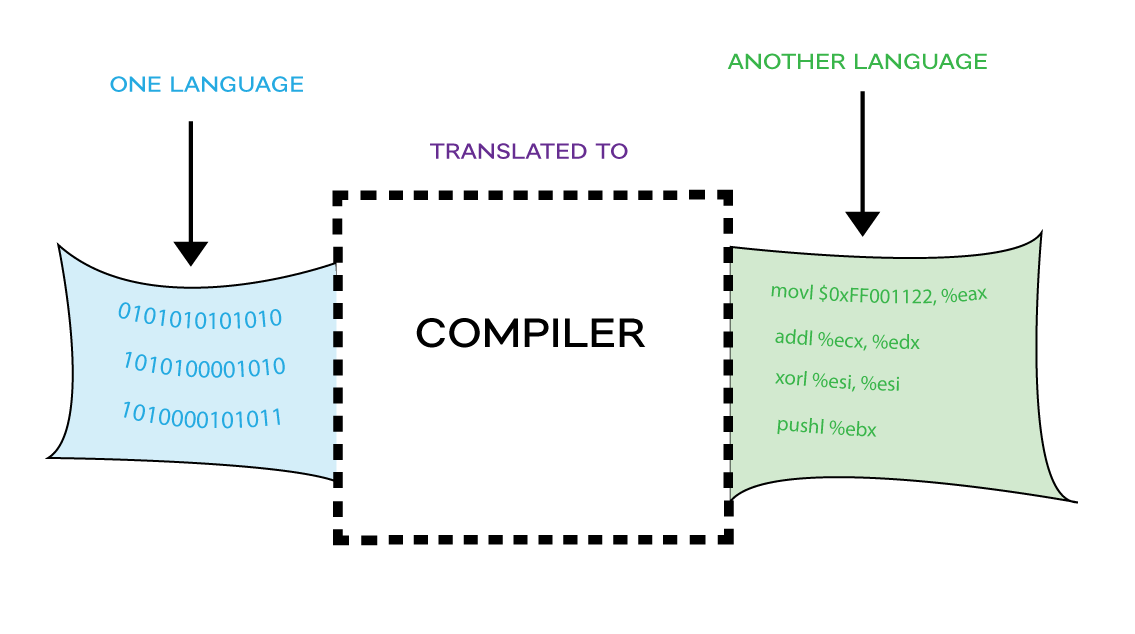 ONE LANGUAGE
ANOTHER LANGUAGE
TRANSLATED TO
0101010101010
1010100001010
1010000101011
COMPILER
movl $0xFF001122, %eax
addl %ecx, %edx
xorl %esi, %esi
pushl %ebx